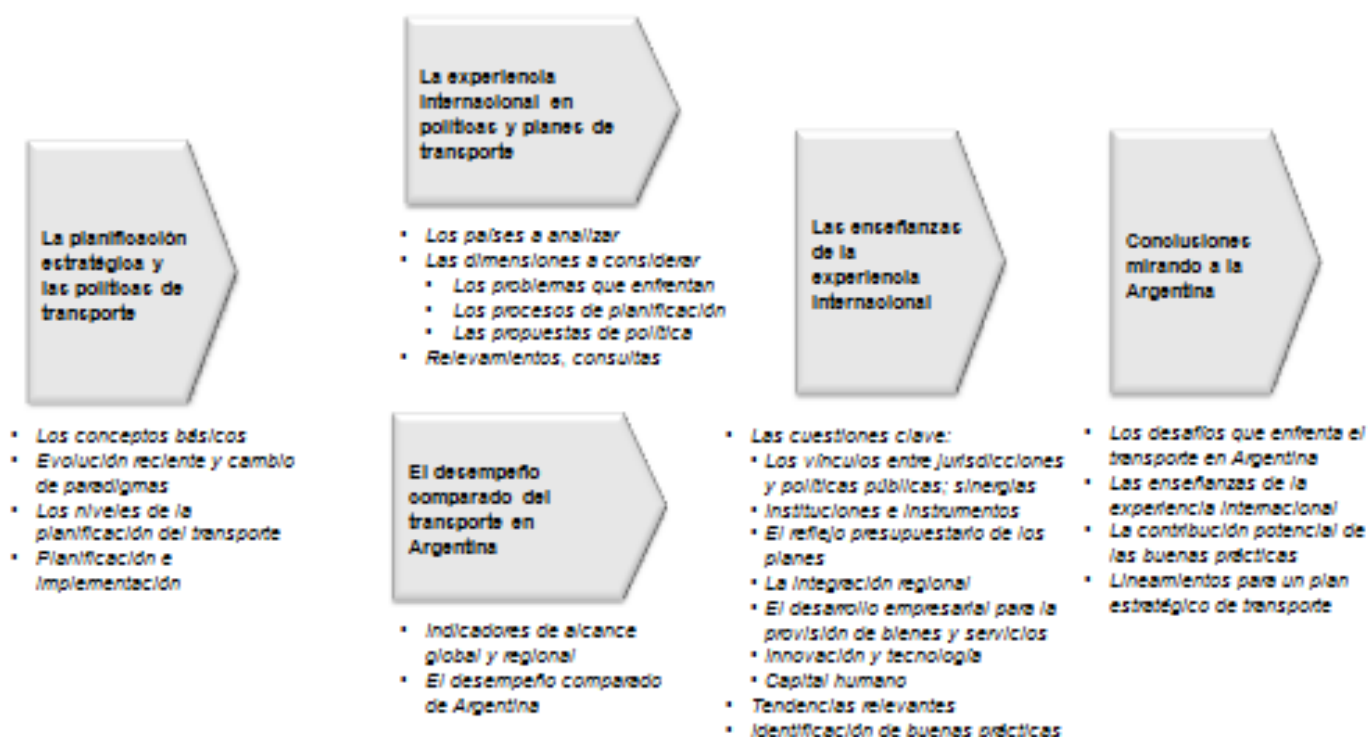 La planificación
estratégica y
las políticas de
transporte
• Los conceptos básicos
• Evolución reciente y cambio
de paradigmas
• Los niveles de la
planificación del transporte
• Planificación e
implementación
La experiencia
internacional en
políticas y planes de
transporte
• Los países a analizar
• Las dimensiones a considerar
• Los problemas que enfrentan
• Los procesos de planificación
• Las propuestas de política
• Relevamientos, consultas
El desempeño
comparado del
transporte en
Argentina
• Indicadores de alcance
global y regional
• El desempeño comparado
de Argentina
Las enseñanzas
de la
experiencia
internacional
• Las cuestiones clave:
• Los vínculos entre jurisdicciones
y políticas públicas; sinergias
• Instituciones e instrumentos
• El reflejo presupuestario de los
planes
• La integración regional
• El desarrollo empresarial para la
provisión de bienes y servicios
• Innovación y tecnología
• Capital humano
• Tendencias relevantes
• Identificación de buenas prácticas
Conclusiones
mirando a la
Argentina
• Los desafíos que enfrenta el
transporte en Argentina
• Las enseñanzas de la
experiencia internacional
• La contribución potencial de
las buenas prácticas
• Lineamientos para un plan
estratégico de transporte